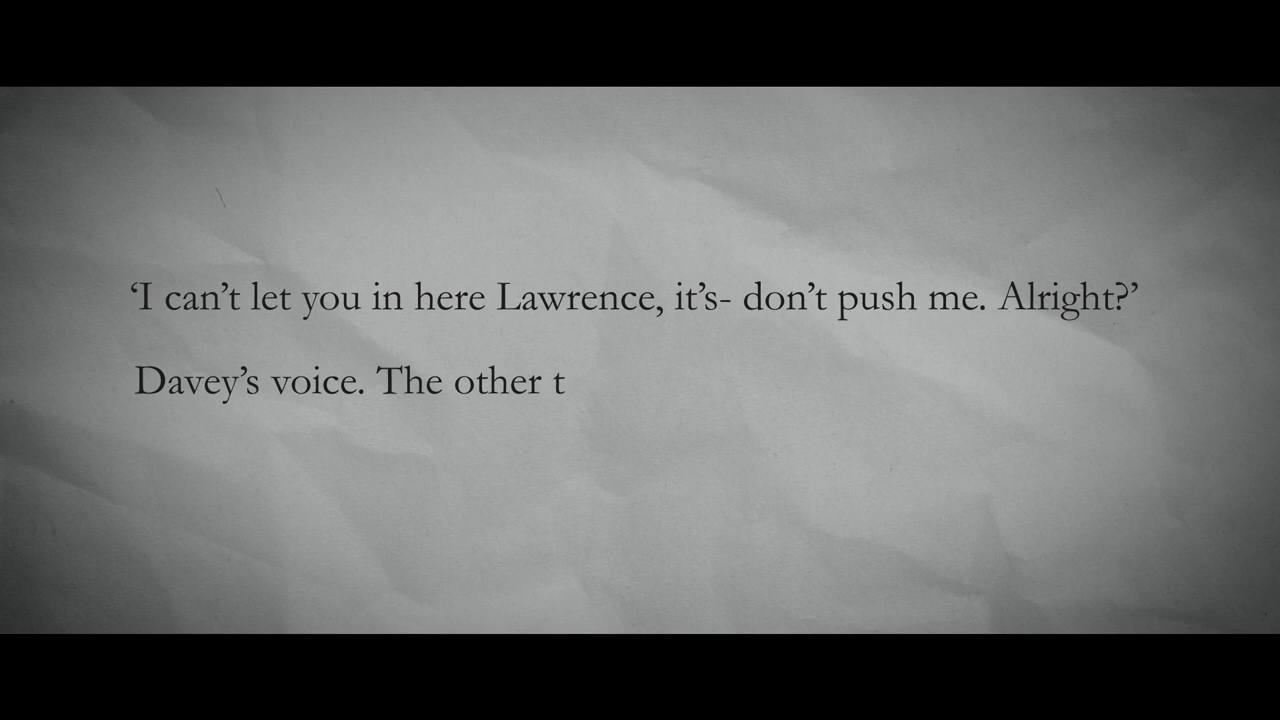 ‘I can’t let you in here Lawrence, it’s- don’t push me. Alright?’
Davey’s voice. The other t